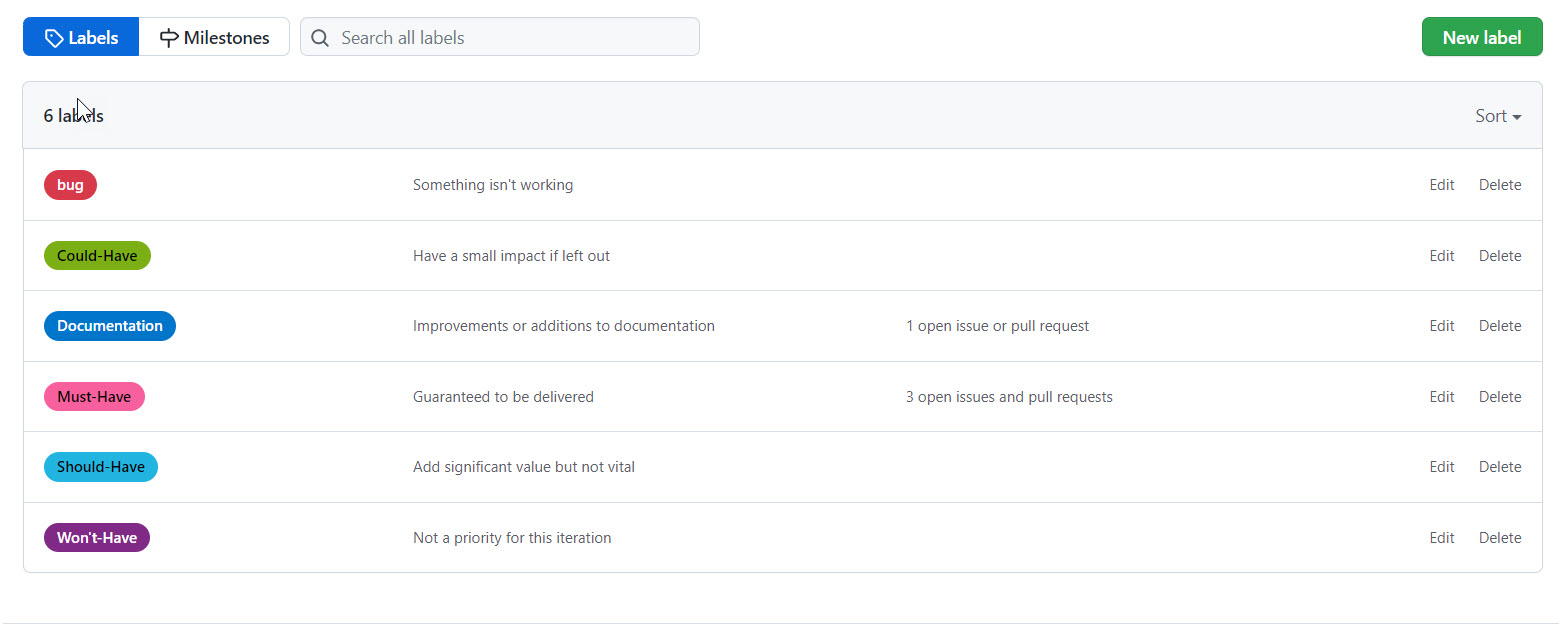 Labels Milestones Search all labels New label
6 labels Sort
bug Something isn't working Edit Delete
Could-Have Have a small impact if left out Edit Delete
Documentation Improvements or additions to documentation 1 open issue or pull request Edit Delete
Must-Have Guaranteed to be delivered 3 open issues and pull requests Edit Delete
Should-Have Add significant value but not vital Edit Delete
Won't-Have Not a priority for this iteration Edit Delete